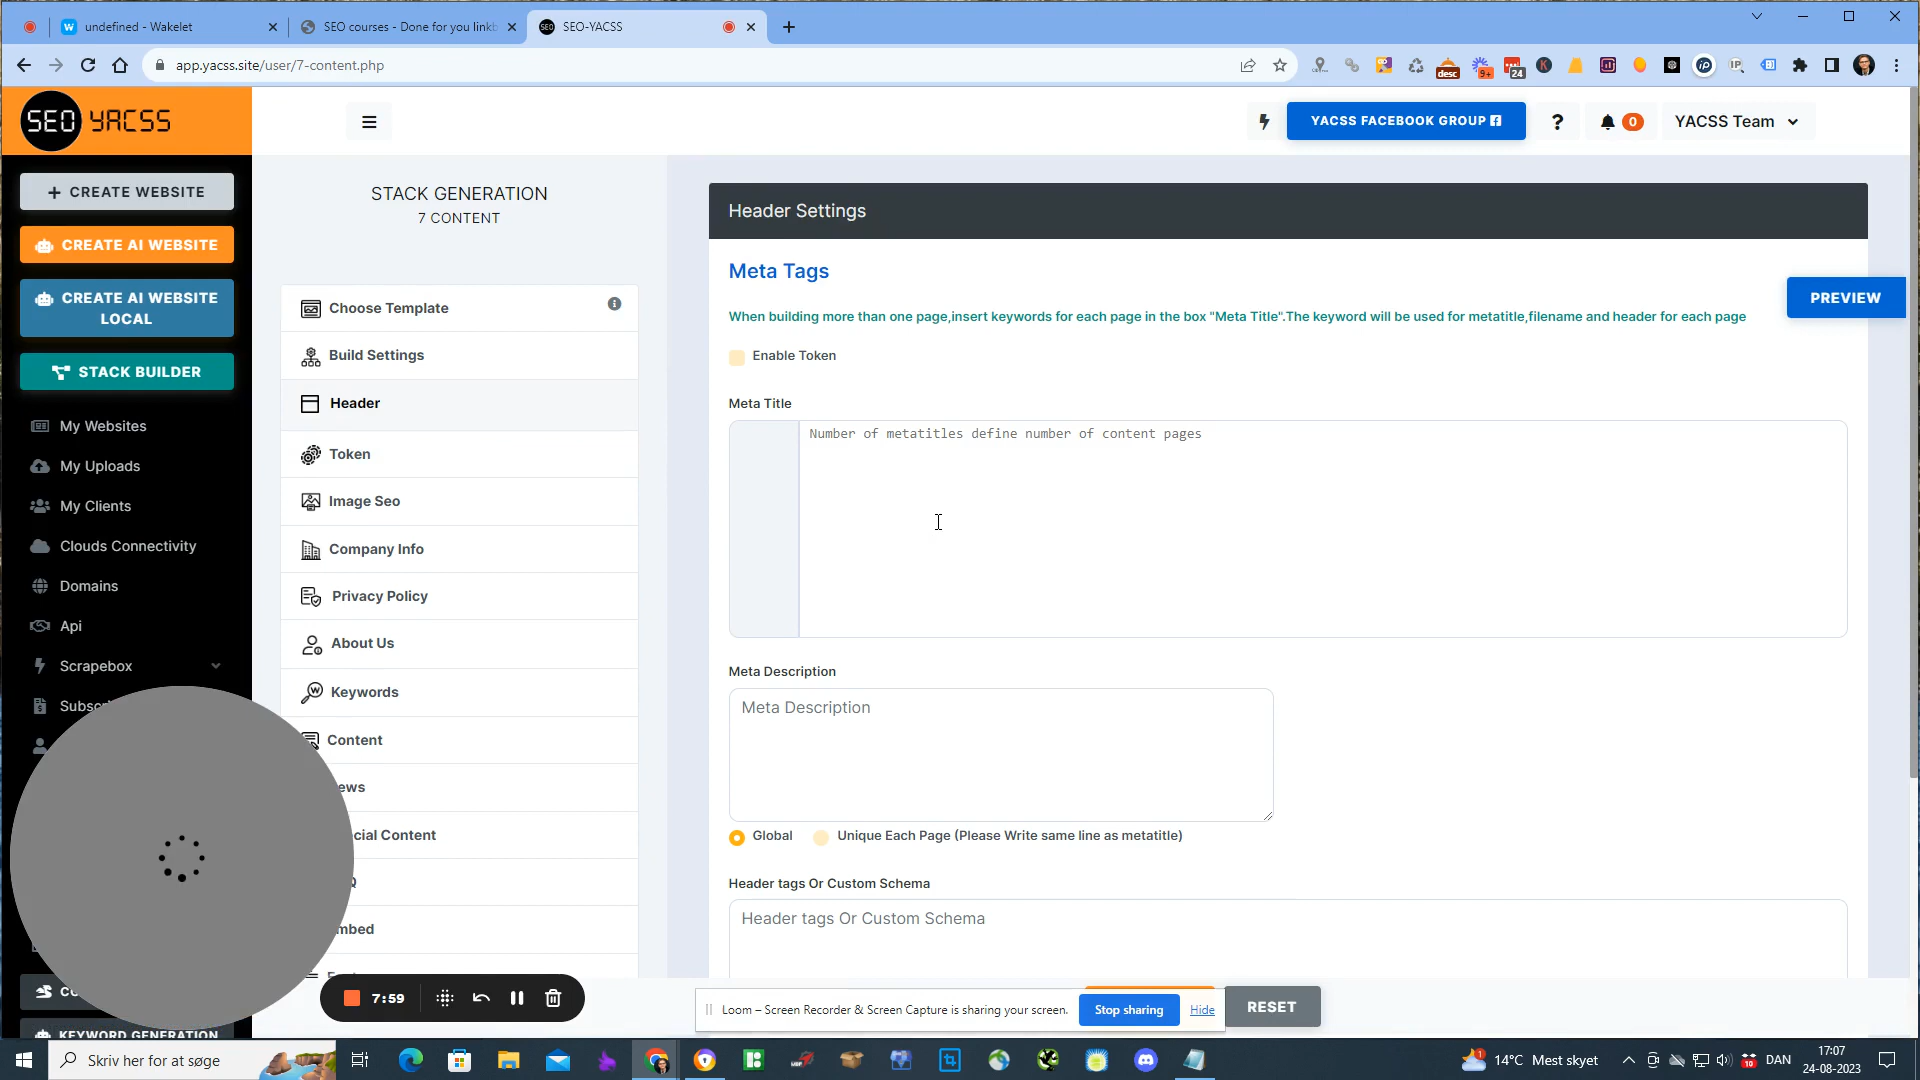 undefined - Wakelet
SEO courses - Done for you linkb
SEO-YACSS
app.yacss.site/user/7-content.php
desc
9+
24
SEO YACSS
YACSS FACEBOOK GROUP
?
0
YACSS Team
CREATE WEBSITE
CREATE AI WEBSITE
CREATE AI WEBSITE
LOCAL
STACK BUILDER
My Websites
My Uploads
My Clients
Clouds Connectivity
Domains
Api
Scrapebox
KEYWORD GENERATION
STACK GENERATION
7 CONTENT
Choose Template
Build Settings
Header
Token
Image Seo
Company Info
Privacy Policy
About Us
Keywords
Content
Content
7:59
Header Settings
Meta Tags
PREVIEW
When building more than one page,insert keywords for each page in the box "Meta Title".The keyword will be used for metatitle,filename and header for each page
Enable Token
Meta Title
Number of metatitles define number of content pages
Meta Description
Meta Description
Global
Unique Each Page (Please Write same line as metatitle)
Header tags Or Custom Schema
Header tags Or Custom Schema
Loom – Screen Recorder & Screen Capture is sharing your screen.
Stop sharing
Hide
RESET
Skriv her for at søge
14°C Mest skyet
DAN
17:07
24-08-2023